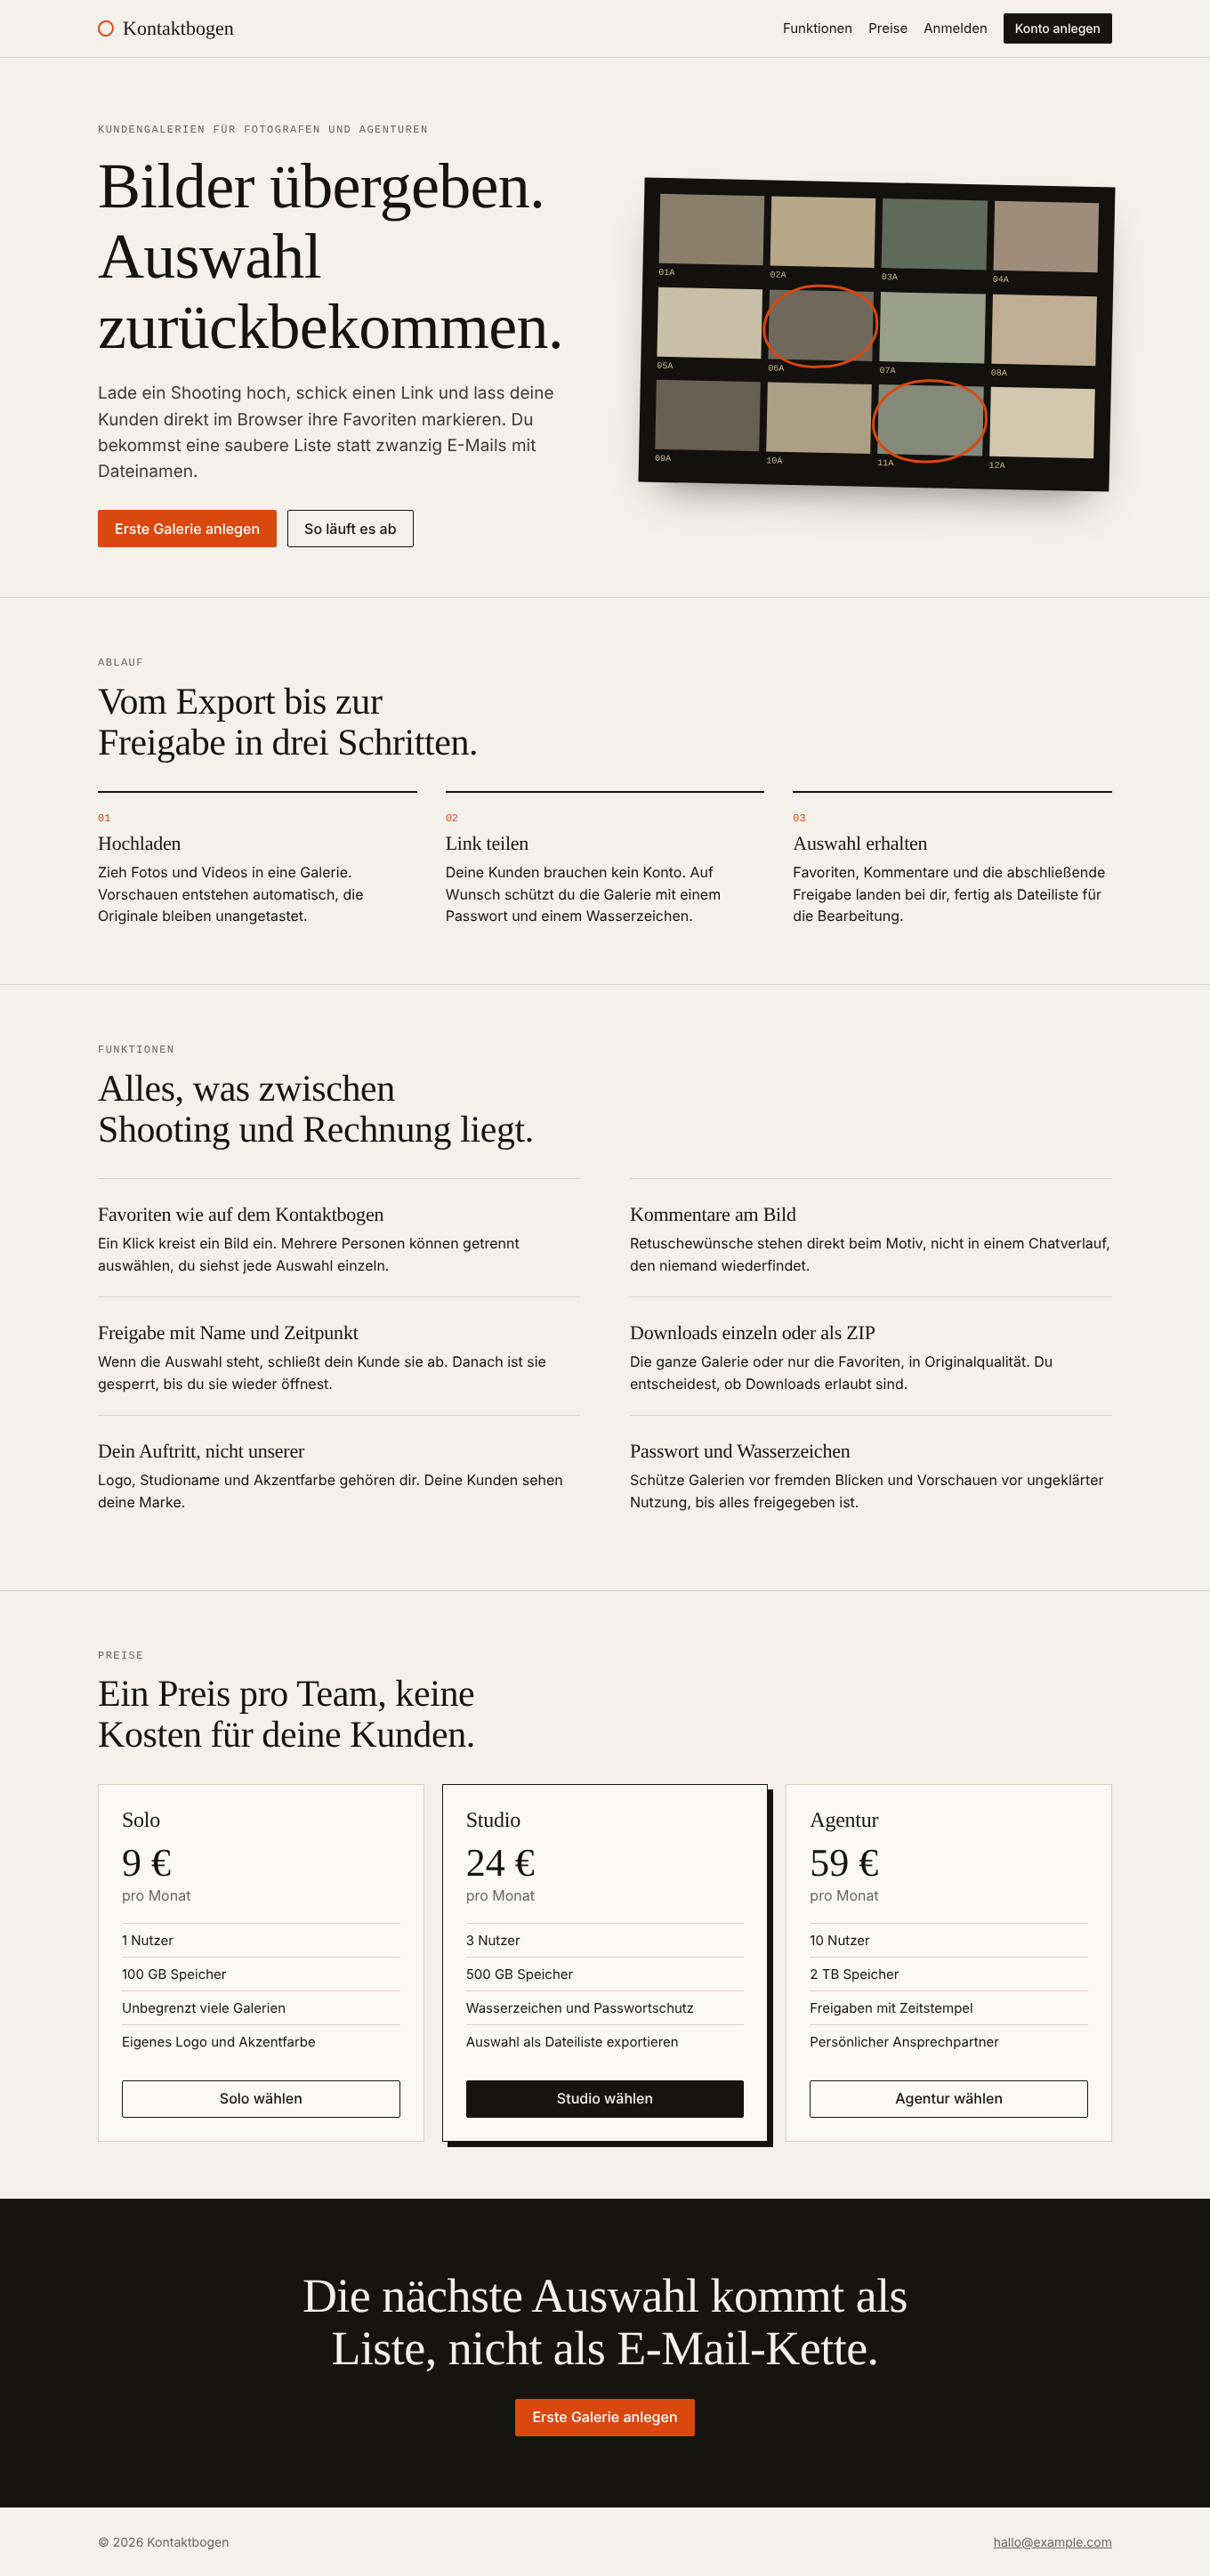 Kontaktbogen
Funktionen Preise Anmelden Konto anlegen
KUNDENGALERIEN FÜR FOTOGRAFEN UND AGENTUREN
Bilder übergeben.
Auswahl
zurückbekommen.
Lade ein Shooting hoch, schick einen Link und lass deine
Kunden direkt im Browser ihre Favoriten markieren. Du
bekommst eine saubere Liste statt zwanzig E-Mails mit
Dateinamen.
Erste Galerie anlegen
So läuft es ab
01A 02A 03A 04A
05A 06A 07A 08A
09A 10A 11A 12A
ABLAUF
Vom Export bis zur
Freigabe in drei Schritten.
01
Hochladen
Zieh Fotos und Videos in eine Galerie.
Vorschauen entstehen automatisch, die
Originale bleiben unangetastet.
02
Link teilen
Deine Kunden brauchen kein Konto. Auf
Wunsch schützt du die Galerie mit einem
Passwort und einem Wasserzeichen.
03
Auswahl erhalten
Favoriten, Kommentare und die abschließende
Freigabe landen bei dir, fertig als Dateiliste für
die Bearbeitung.
FUNKTIONEN
Alles, was zwischen
Shooting und Rechnung liegt.
Favoriten wie auf dem Kontaktbogen
Ein Klick kreist ein Bild ein. Mehrere Personen können getrennt
auswählen, du siehst jede Auswahl einzeln.
Kommentare am Bild
Retuschewünsche stehen direkt beim Motiv, nicht in einem Chatverlauf,
den niemand wiederfindet.
Freigabe mit Name und Zeitpunkt
Wenn die Auswahl steht, schließt dein Kunde sie ab. Danach ist sie
gesperrt, bis du sie wieder öffnest.
Downloads einzeln oder als ZIP
Die ganze Galerie oder nur die Favoriten, in Originalqualität. Du
entscheidest, ob Downloads erlaubt sind.
Dein Auftritt, nicht unserer
Logo, Studioname und Akzentfarbe gehören dir. Deine Kunden sehen
deine Marke.
Passwort und Wasserzeichen
Schütze Galerien vor fremden Blicken und Vorschauen vor ungeklärter
Nutzung, bis alles freigegeben ist.
PREISE
Ein Preis pro Team, keine
Kosten für deine Kunden.
Solo
9 €
pro Monat
1 Nutzer
100 GB Speicher
Unbegrenzt viele Galerien
Eigenes Logo und Akzentfarbe
Solo wählen
Studio
24 €
pro Monat
3 Nutzer
500 GB Speicher
Wasserzeichen und Passwortschutz
Auswahl als Dateiliste exportieren
Studio wählen
Agentur
59 €
pro Monat
10 Nutzer
2 TB Speicher
Freigaben mit Zeitstempel
Persönlicher Ansprechpartner
Agentur wählen
Die nächste Auswahl kommt als
Liste, nicht als E-Mail-Kette.
Erste Galerie anlegen
© 2026 Kontaktbogen
hallo@example.com